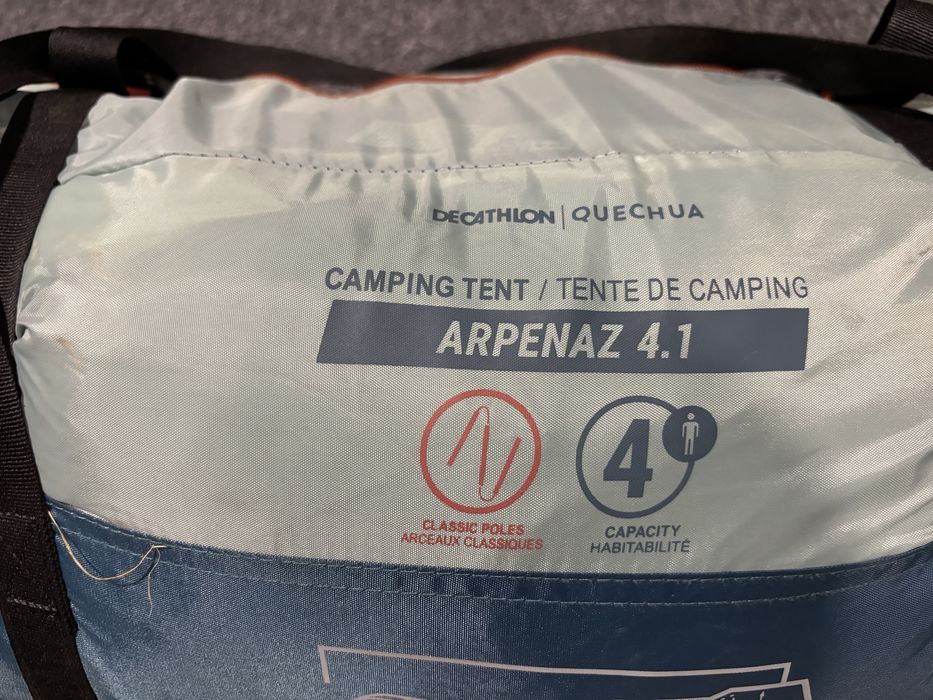 DECATHLON | QUECHUA
CAMPING TENT / TENTE DE CAMPING
ARPENAZ 4.1
4
CLASSIC POLES
ARCEAUX CLASSIQUES
CAPACITY
HABITABILITÉ